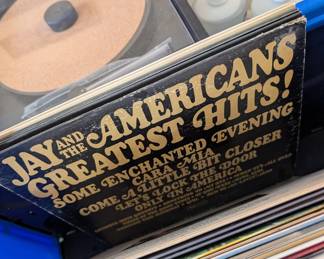 JAY AND THE AMERICANS
GREATEST HITS!
SOME ENCHANTED EVENING
CARA MIA
COME A LITTLE BIT CLOSER
LET'S LOCK THE DOOR
ONLY IN AMERICA